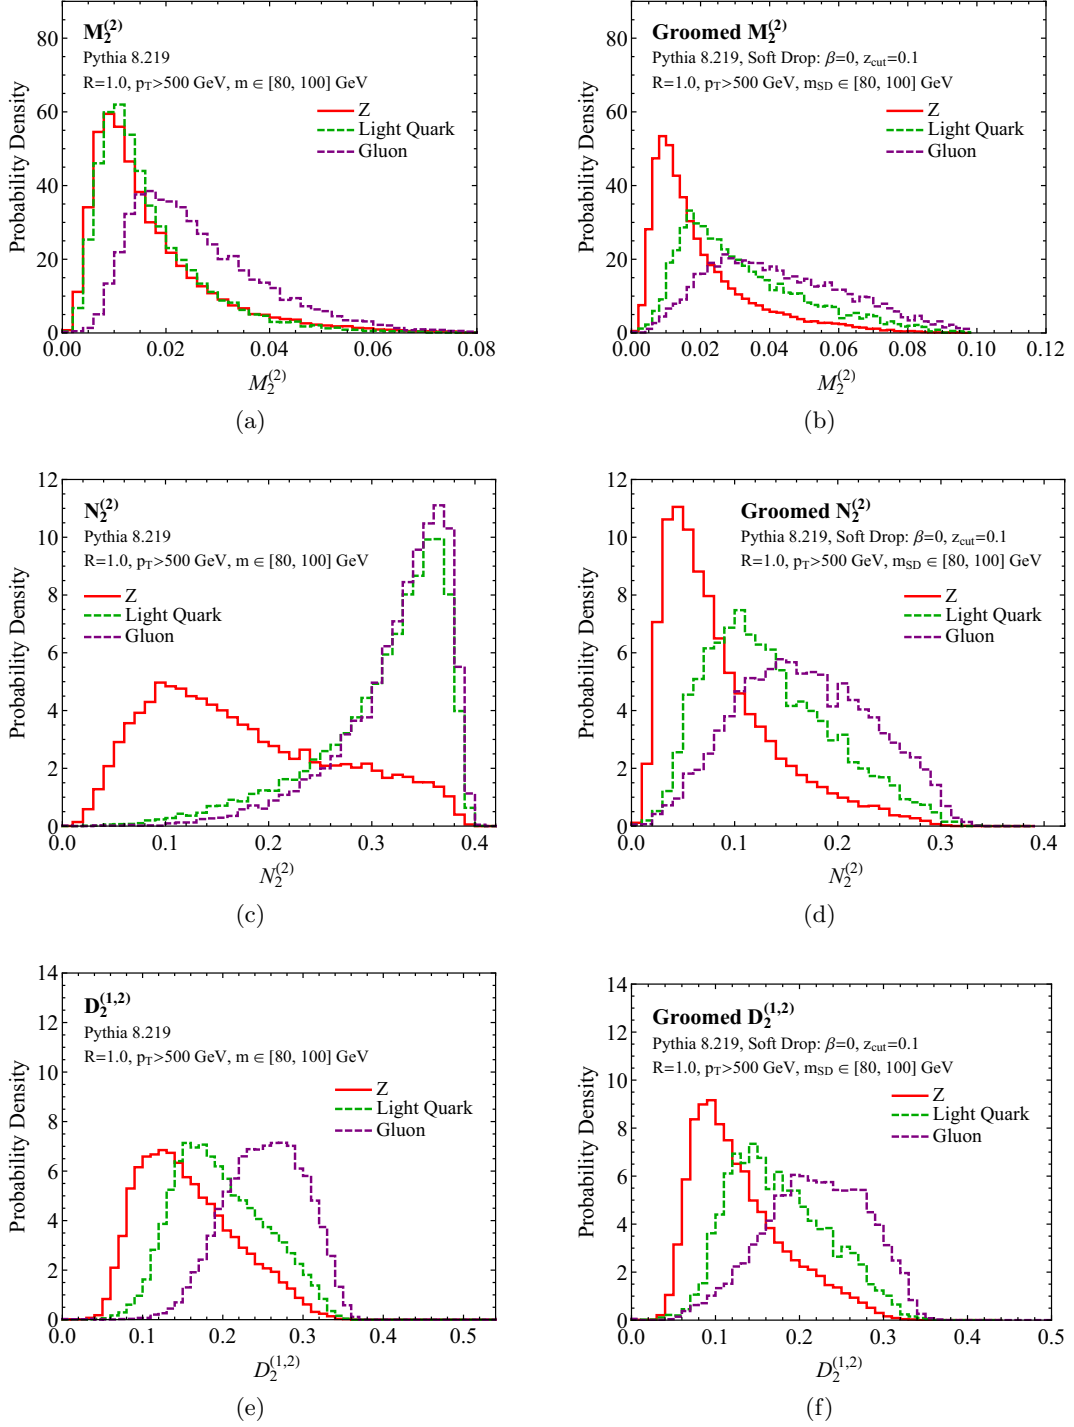 M₂⁽²⁾
Pythia 8.219
R=1.0, p_T>500 GeV, m ∈ [80, 100] GeV
Z
Light Quark
Gluon
Probability Density
80
60
40
20
0
0.00 0.02 0.04 0.06 0.08
M₂⁽²⁾
(a)
Groomed M₂⁽²⁾
Pythia 8.219, Soft Drop: β=0, z_cut=0.1
R=1.0, p_T>500 GeV, m_SD ∈ [80, 100] GeV
Z
Light Quark
Gluon
Probability Density
80
60
40
20
0
0.00 0.02 0.04 0.06 0.08 0.10 0.12
M₂⁽²⁾
(b)
N₂⁽²⁾
Pythia 8.219
R=1.0, p_T>500 GeV, m ∈ [80, 100] GeV
Z
Light Quark
Gluon
Probability Density
12
10
8
6
4
2
0
0.0 0.1 0.2 0.3 0.4
N₂⁽²⁾
(c)
Groomed N₂⁽²⁾
Pythia 8.219, Soft Drop: β=0, z_cut=0.1
R=1.0, p_T>500 GeV, m_SD ∈ [80, 100] GeV
Z
Light Quark
Gluon
Probability Density
12
10
8
6
4
2
0
0.0 0.1 0.2 0.3 0.4
N₂⁽²⁾
(d)
D₂⁽¹,²⁾
Pythia 8.219
R=1.0, p_T>500 GeV, m ∈ [80, 100] GeV
Z
Light Quark
Gluon
Probability Density
14
12
10
8
6
4
2
0
0.0 0.1 0.2 0.3 0.4 0.5
D₂⁽¹,²⁾
(e)
Groomed D₂⁽¹,²⁾
Pythia 8.219, Soft Drop: β=0, z_cut=0.1
R=1.0, p_T>500 GeV, m_SD ∈ [80, 100] GeV
Z
Light Quark
Gluon
Probability Density
14
12
10
8
6
4
2
0
0.0 0.1 0.2 0.3 0.4 0.5
D₂⁽¹,²⁾
(f)